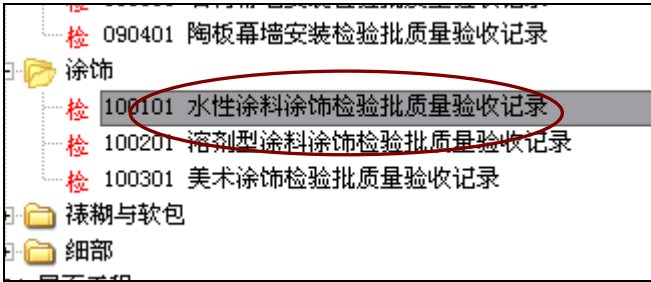 检 090401 陶板幕墙安装检验批质量验收记录
涂饰
检 100101 水性涂料涂饰检验批质量验收记录
检 100201 溶剂型涂料涂饰检验批质量验收记录
检 100301 美术涂饰检验批质量验收记录
裱糊与软包
细部